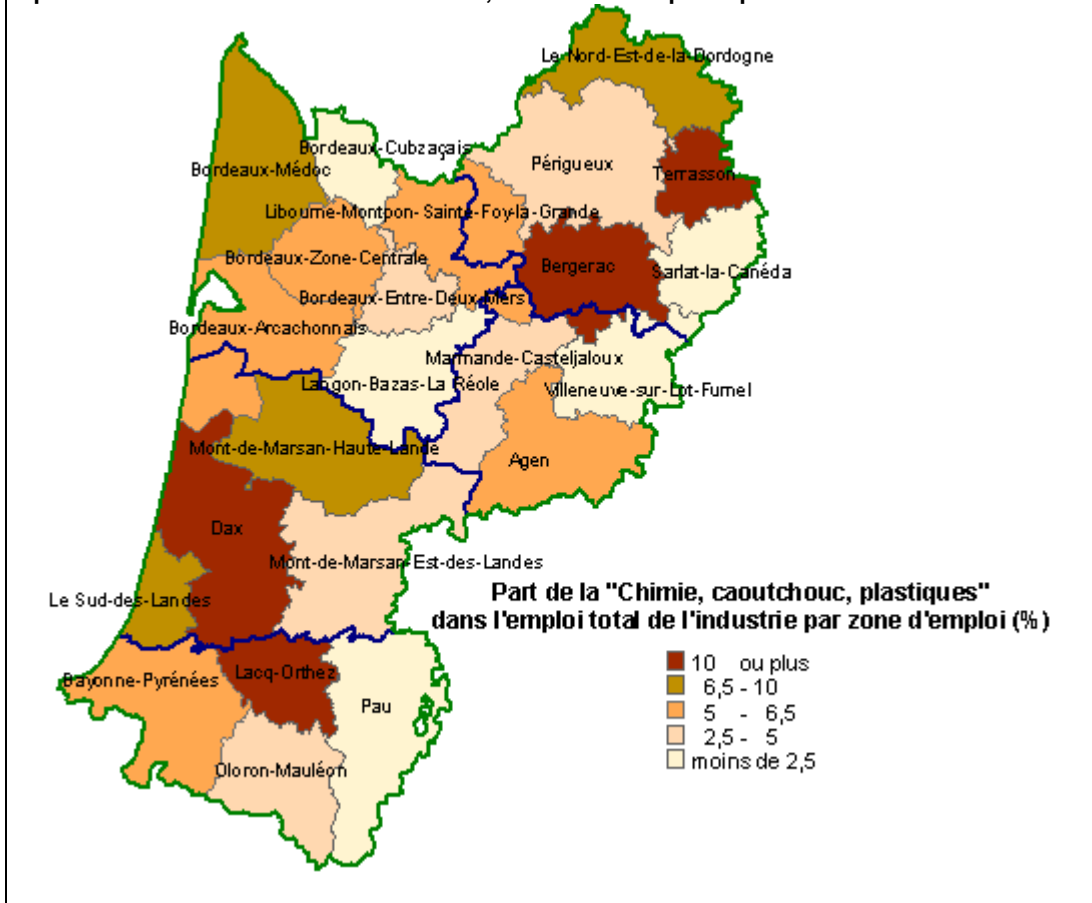 Le Nord-Est-de-la-Dordogne
Bordeaux-Cubzaçais
Bordeaux-Médoc
Périgueux
Terrasson
Libourne-Montpon-Sainte-Foy-la-Grande
Bordeaux-Zone-Centrale
Bergerac
Sarlat-la-Canéda
Bordeaux-Entre-Deux-Mers
Bordeaux-Arcachonnais
Marmande-Casteljaloux
Langon-Bazas-La Réole
Villeneuve-sur-Lot-Fumel
Mont-de-Marsan-Haute-Lande
Agen
Dax
Mont-de-Marsan-Est-des-Landes
Le Sud-des-Landes
Part de la "Chimie, caoutchouc, plastiques"
dans l'emploi total de l'industrie par zone d'emploi (%)
10 ou plus
6,5 - 10
5 - 6,5
2,5 - 5
moins de 2,5
Bayonne-Pyrénées
Lacq-Orthez
Pau
Oloron-Mauléon